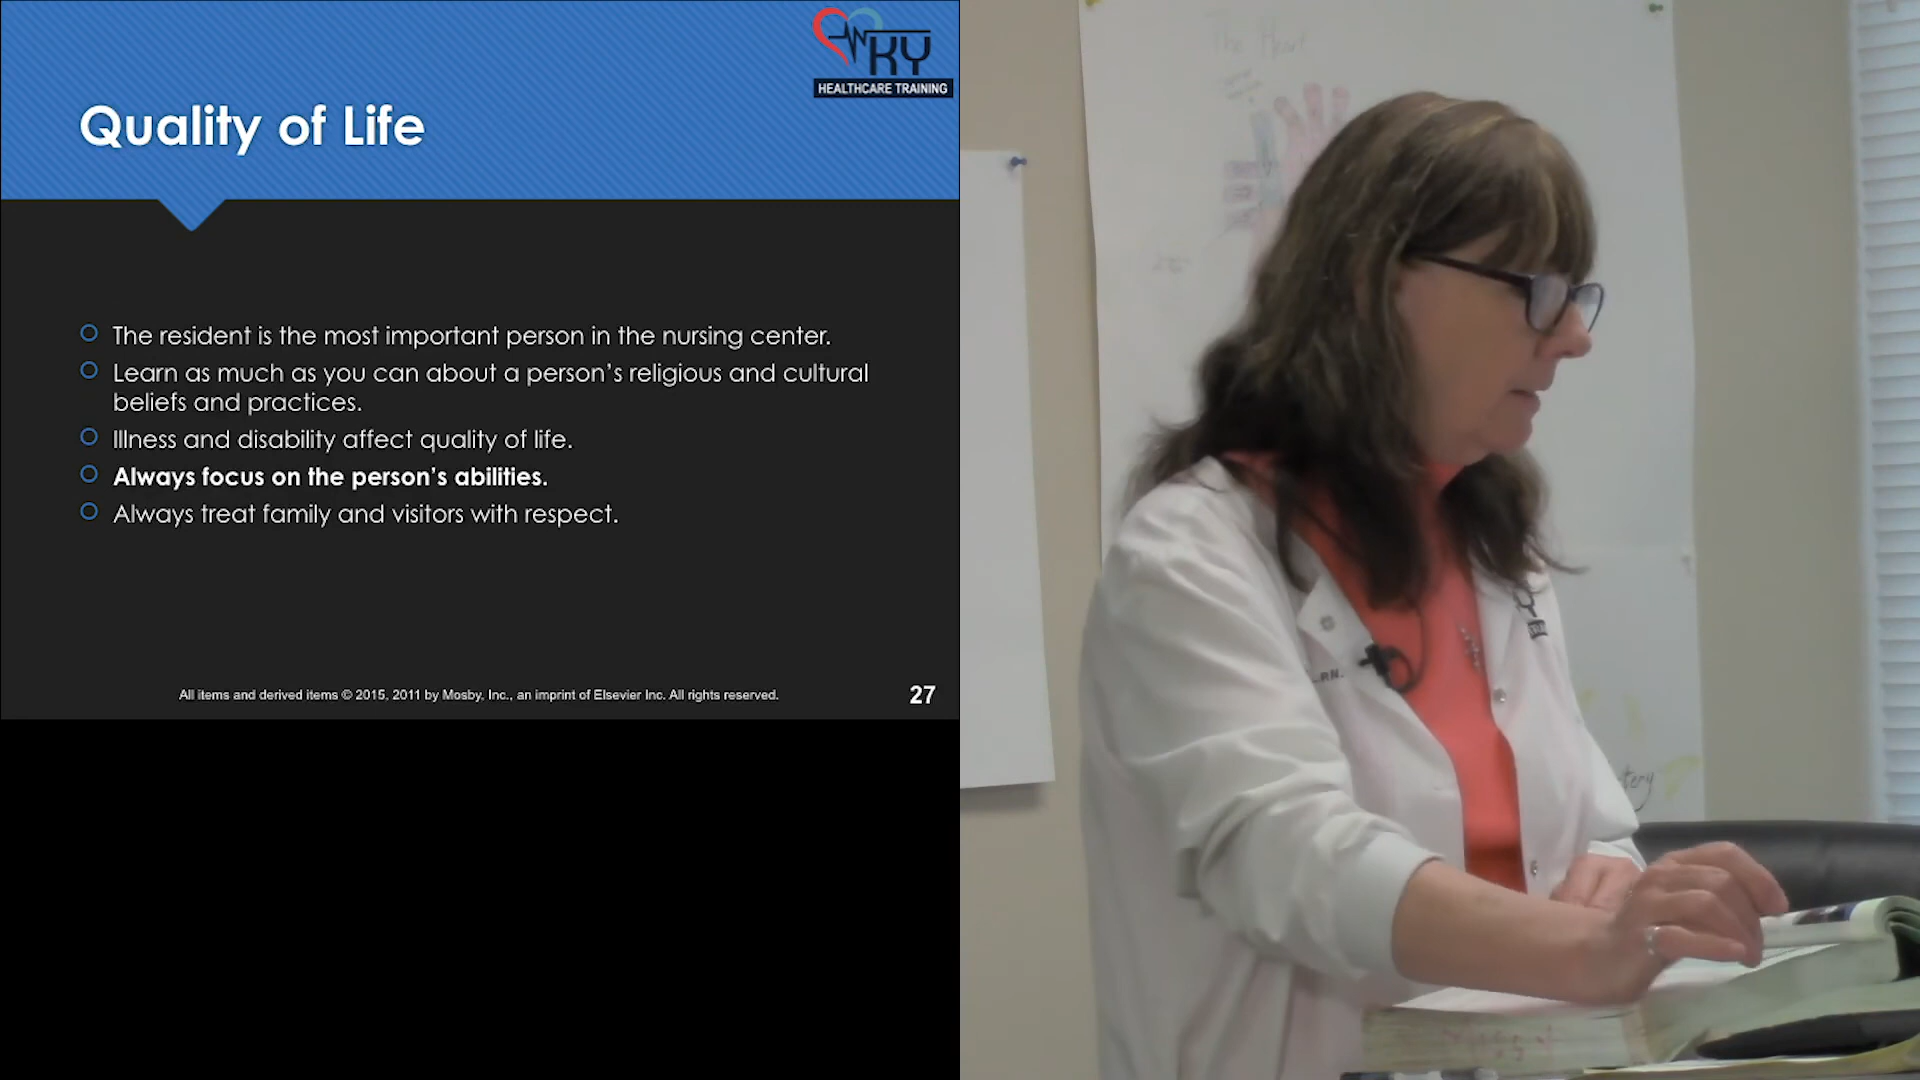 KY
HEALTHCARE TRAINING
Quality of Life
The resident is the most important person in the nursing center.
Learn as much as you can about a person's religious and cultural
beliefs and practices.
Illness and disability affect quality of life.
Always focus on the person's abilities.
Always treat family and visitors with respect.
All items and derived items © 2015, 2011 by Mosby, Inc., an imprint of Elsevier Inc. All rights reserved.
27
The Heart